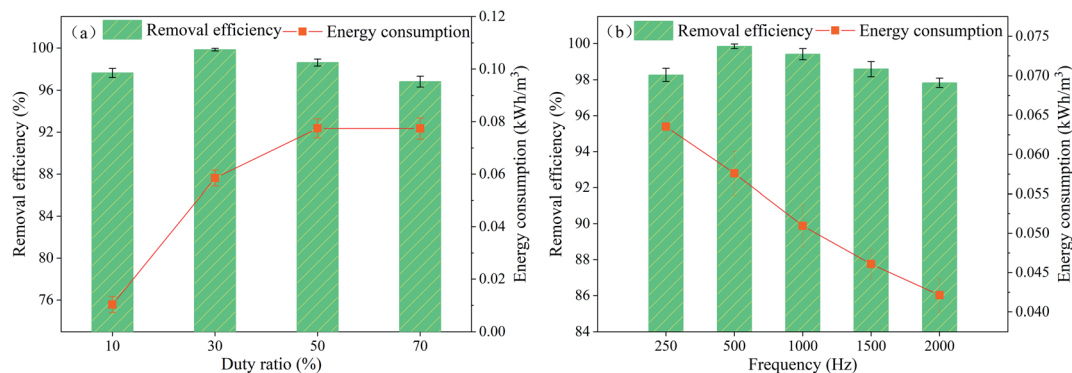 (a)
Removal efficiency
Energy consumption
Removal efficiency (%)
100
96
92
88
84
80
76
0.12
0.10
0.08
0.06
0.04
0.02
0.00
Energy consumption (kWh/m³)
10 30 50 70
Duty ratio (%)
(b)
Removal efficiency
Energy consumption
Removal efficiency (%)
100
98
96
94
92
90
88
86
84
0.075
0.070
0.065
0.060
0.055
0.050
0.045
0.040
Energy consumption (kWh/m³)
250 500 1000 1500 2000
Frequency (Hz)